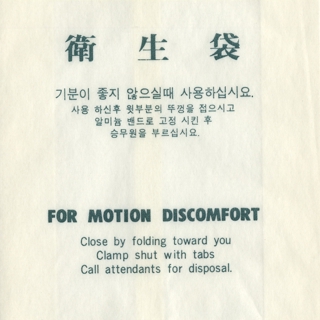 衛生袋
기분이 좋지 않으실때 사용하십시요.
사용 하신후 윗부분의 뚜껑을 접으시고
알미늄 밴드로 고정 시킨 후
승무원을 부르십시요.
FOR MOTION DISCOMFORT
Close by folding toward you
Clamp shut with tabs
Call attendants for disposal.